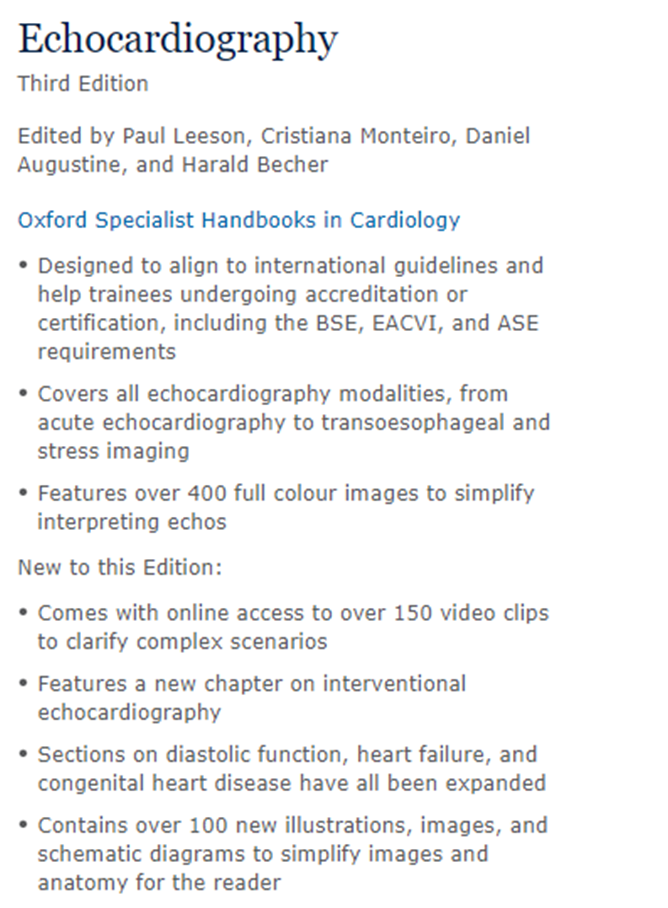 Echocardiography
Third Edition
Edited by Paul Leeson, Cristiana Monteiro, Daniel
Augustine, and Harald Becher
Oxford Specialist Handbooks in Cardiology
• Designed to align to international guidelines and
help trainees undergoing accreditation or
certification, including the BSE, EACVI, and ASE
requirements
• Covers all echocardiography modalities, from
acute echocardiography to transoesophageal and
stress imaging
• Features over 400 full colour images to simplify
interpreting echos
New to this Edition:
• Comes with online access to over 150 video clips
to clarify complex scenarios
• Features a new chapter on interventional
echocardiography
• Sections on diastolic function, heart failure, and
congenital heart disease have all been expanded
• Contains over 100 new illustrations, images, and
schematic diagrams to simplify images and
anatomy for the reader